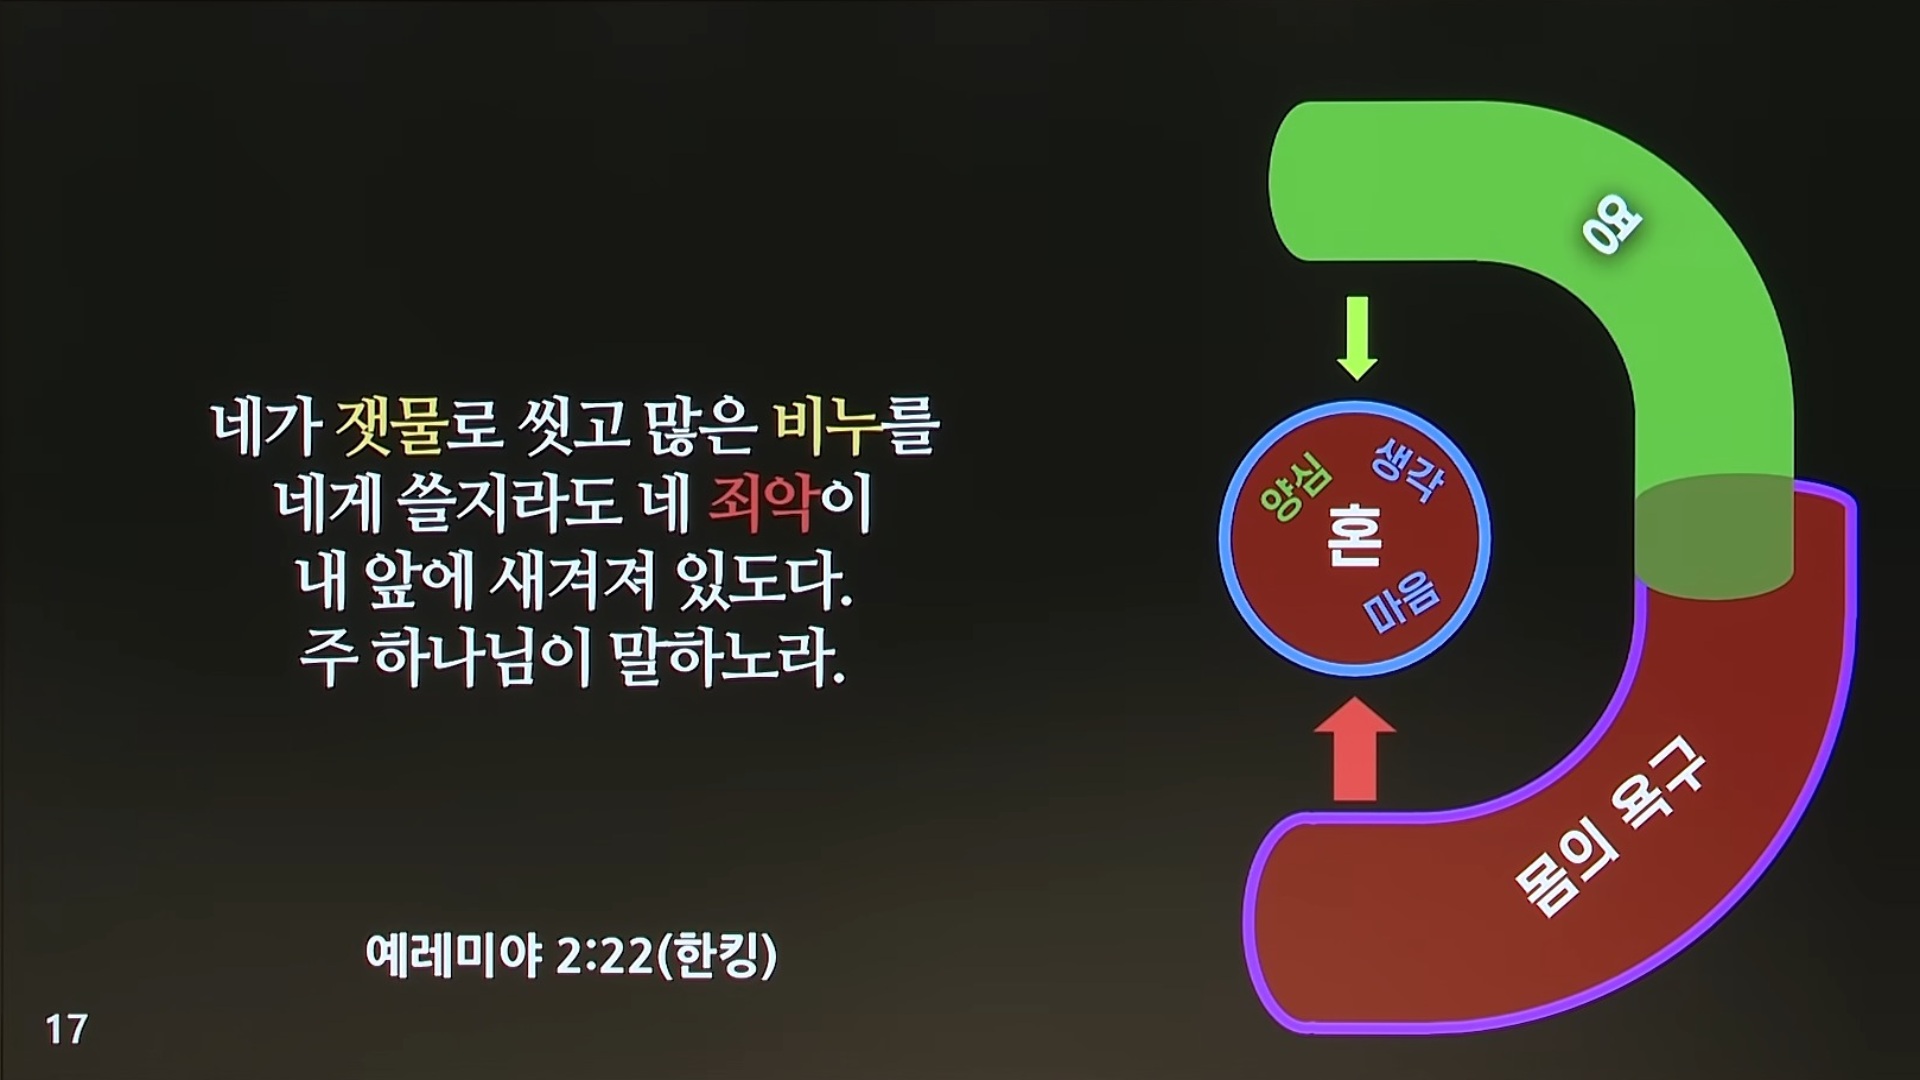 네가 잿물로 씻고 많은 비누를
네게 쓸지라도 네 죄악이
내 앞에 새겨져 있도다.
주 하나님이 말하노라.
예레미야 2:22(한킹)
17
영
양심
생각
혼
마음
몸의 욕구